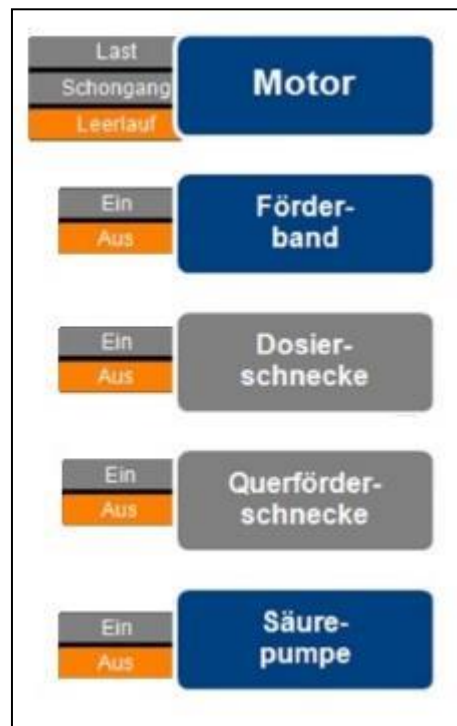 Last
Schongang
Leerlauf
Motor
Ein
Aus
Förder-
band
Ein
Aus
Dosier-
schnecke
Ein
Aus
Querförder-
schnecke
Ein
Aus
Säure-
pumpe